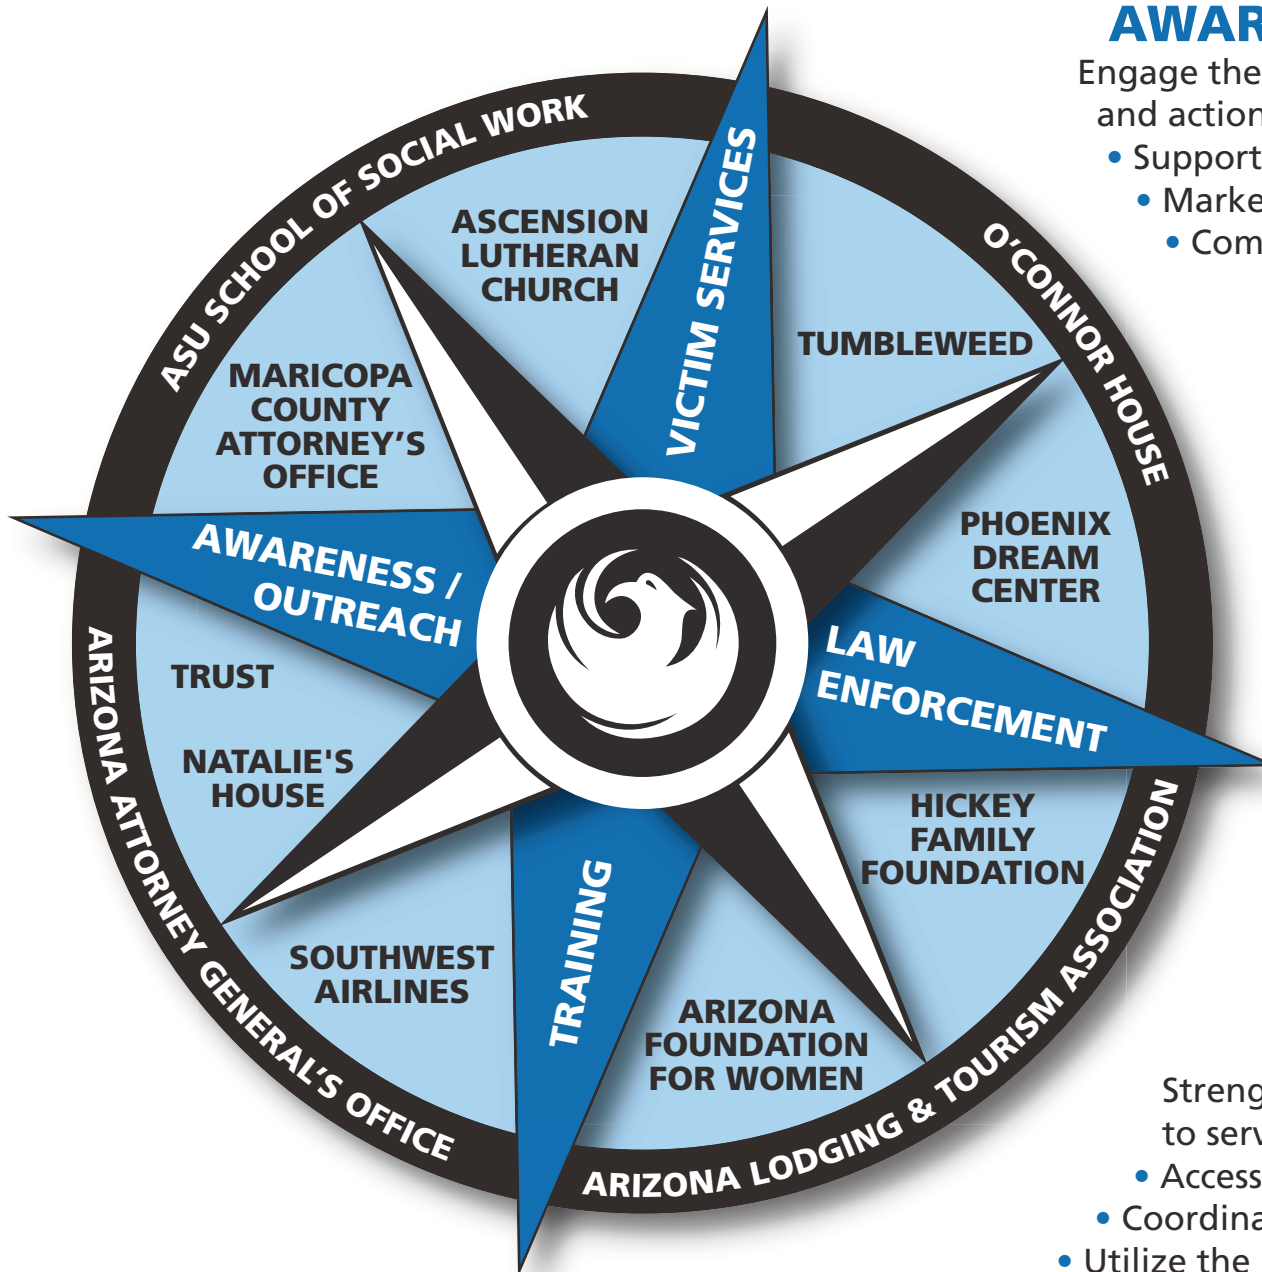 AWAR
Engage the
and action
• Support
• Marke
• Com
ASU SCHOOL OF SOCIAL WORK
O’CONNOR HOUSE
ARIZONA LODGING & TOURISM ASSOCIATION
ARIZONA ATTORNEY GENERAL’S OFFICE
VICTIM SERVICES
LAW
ENFORCEMENT
TRAINING
AWARENESS /
OUTREACH
ASCENSION
LUTHERAN
CHURCH
TUMBLEWEED
PHOENIX
DREAM
CENTER
HICKEY
FAMILY
FOUNDATION
ARIZONA
FOUNDATION
FOR WOMEN
SOUTHWEST
AIRLINES
NATALIE'S
HOUSE
TRUST
MARICOPA
COUNTY
ATTORNEY’S
OFFICE
Streng
to serv
• Access
• Coordina
• Utilize the